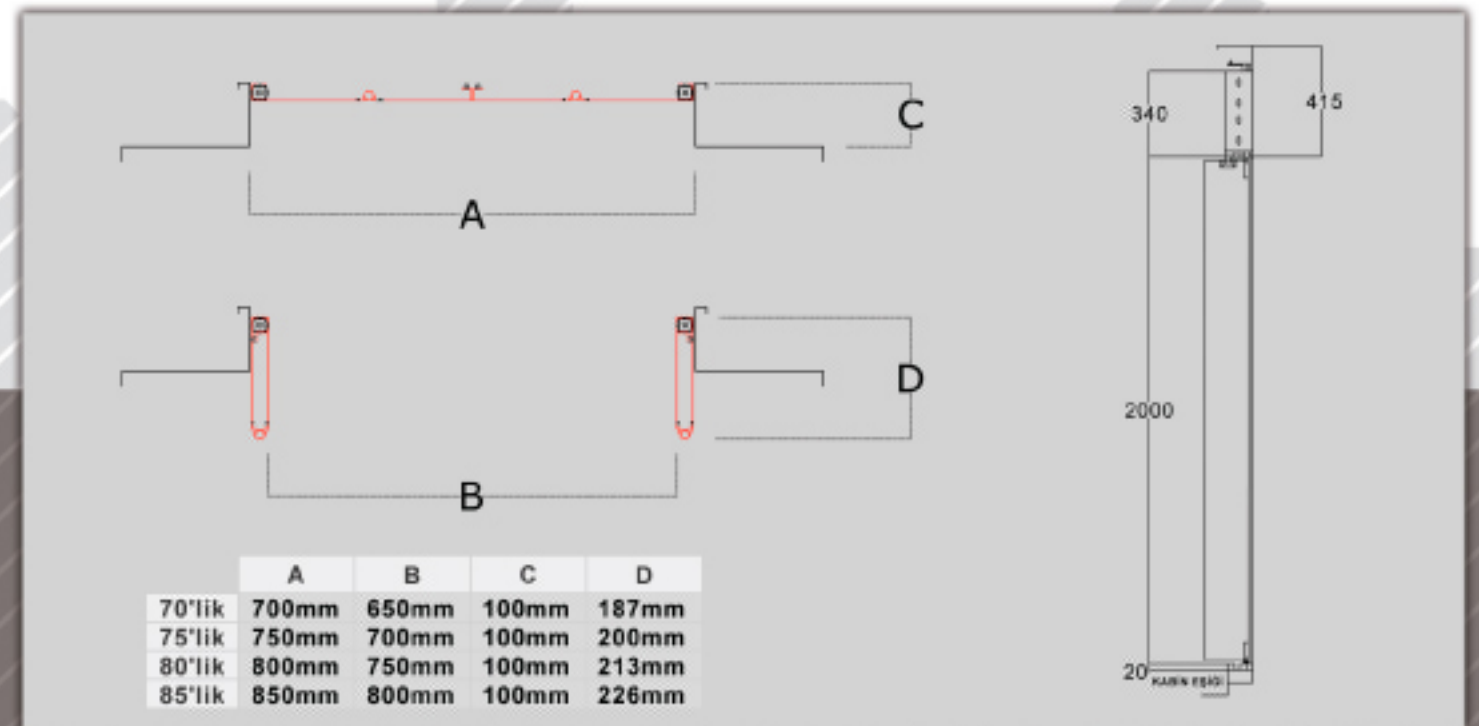 C
A
D
B
340
415
2000
20
KABİN EŞİĞİ
A B C D
70'lik 700mm 650mm 100mm 187mm
75'lik 750mm 700mm 100mm 200mm
80'lik 800mm 750mm 100mm 213mm
85'lik 850mm 800mm 100mm 226mm